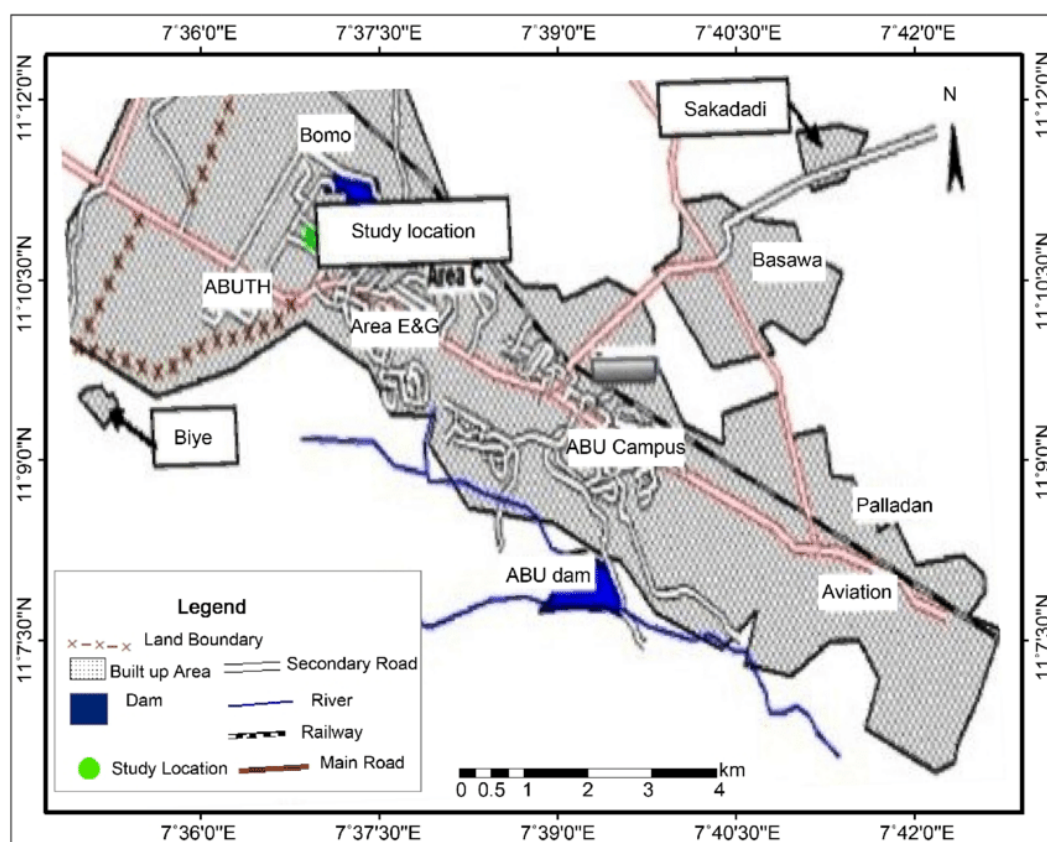 7˚36'0"E
7˚37'30"E
7˚39'0"E
7˚40'30"E
7˚42'0"E
11˚12'0"N
11˚12'0"N
Sakadadi
N
Bomo
Study location
Basawa
11˚10'30"N
ABUTH
Area C
11˚10'30"N
Area E&G
Biye
ABU Campus
11˚9'0"N
11˚9'0"N
Palladan
ABU dam
Aviation
11˚7'30"N
11˚7'30"N
Legend
Land Boundary
Built up Area
Secondary Road
Dam
River
Railway
Study Location
Main Road
km
0 0.5 1 2 3 4
7˚36'0"E
7˚37'30"E
7˚39'0"E
7˚40'30"E
7˚42'0"E